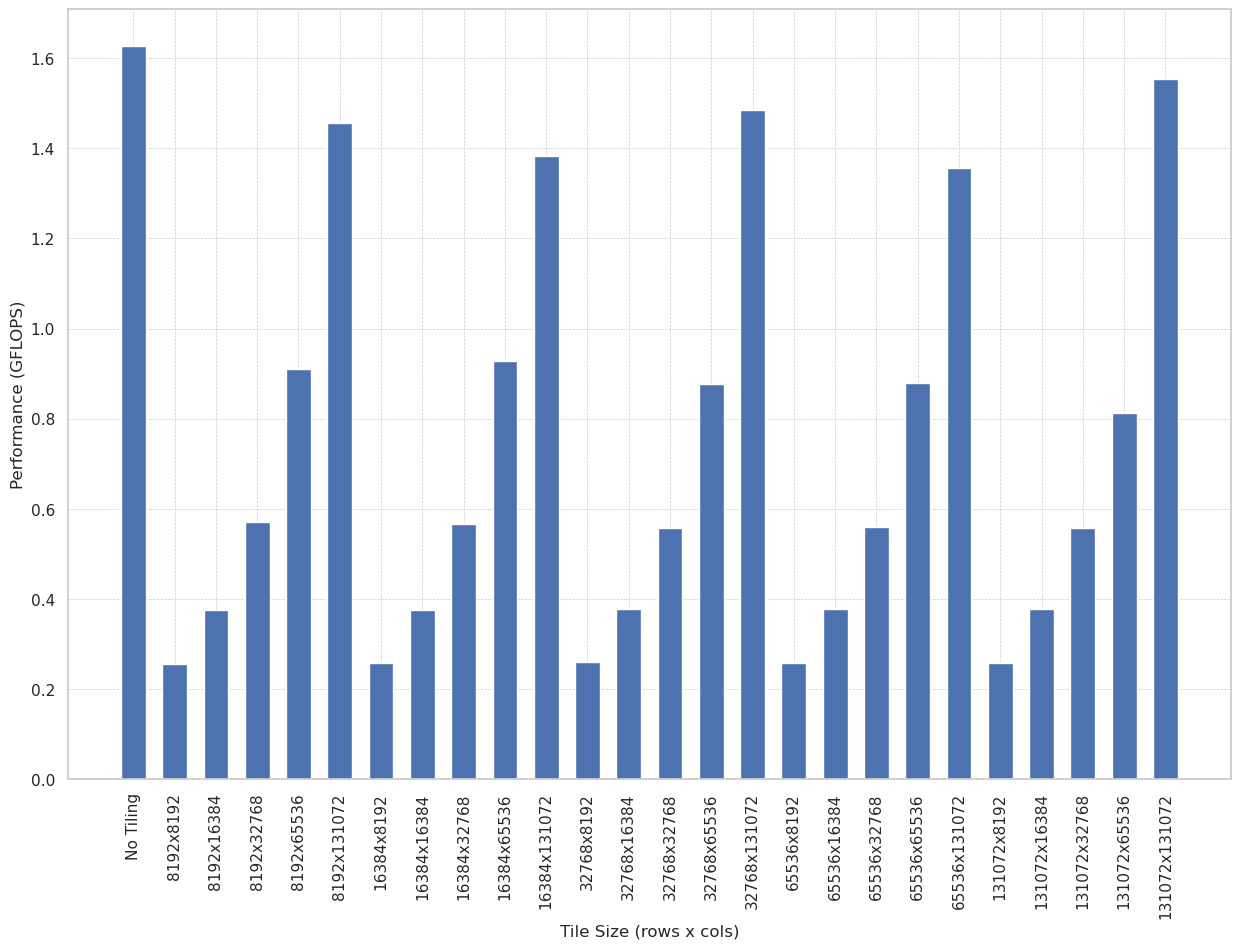 Performance (GFLOPS)
1.6
1.4
1.2
1.0
0.8
0.6
0.4
0.2
0.0
No Tiling
8192x8192
8192x16384
8192x32768
8192x65536
8192x131072
16384x8192
16384x16384
16384x32768
16384x65536
16384x131072
32768x8192
32768x16384
32768x32768
32768x65536
32768x131072
65536x8192
65536x16384
65536x32768
65536x65536
65536x131072
131072x8192
131072x16384
131072x32768
131072x65536
131072x131072
Tile Size (rows x cols)